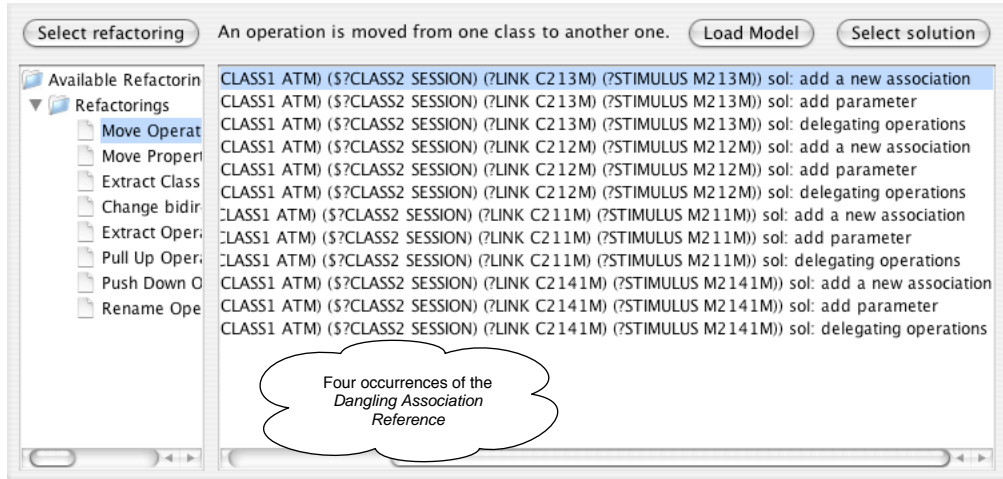 Select refactoring An operation is moved from one class to another one. Load Model Select solution
Available Refactorin
Refactorings
Move Operat
Move Propert
Extract Class
Change bidir
Extract Opera
Pull Up Opera
Push Down O
Rename Ope
CLASS1 ATM) ($?CLASS2 SESSION) (?LINK C213M) (?STIMULUS M213M)) sol: add a new association
CLASS1 ATM) ($?CLASS2 SESSION) (?LINK C213M) (?STIMULUS M213M)) sol: add parameter
CLASS1 ATM) ($?CLASS2 SESSION) (?LINK C213M) (?STIMULUS M213M)) sol: delegating operations
CLASS1 ATM) ($?CLASS2 SESSION) (?LINK C212M) (?STIMULUS M212M)) sol: add a new association
CLASS1 ATM) ($?CLASS2 SESSION) (?LINK C212M) (?STIMULUS M212M)) sol: add parameter
CLASS1 ATM) ($?CLASS2 SESSION) (?LINK C212M) (?STIMULUS M212M)) sol: delegating operations
CLASS1 ATM) ($?CLASS2 SESSION) (?LINK C211M) (?STIMULUS M211M)) sol: add a new association
CLASS1 ATM) ($?CLASS2 SESSION) (?LINK C211M) (?STIMULUS M211M)) sol: add parameter
CLASS1 ATM) ($?CLASS2 SESSION) (?LINK C211M) (?STIMULUS M211M)) sol: delegating operations
CLASS1 ATM) ($?CLASS2 SESSION) (?LINK C2141M) (?STIMULUS M2141M)) sol: add a new association
CLASS1 ATM) ($?CLASS2 SESSION) (?LINK C2141M) (?STIMULUS M2141M)) sol: add parameter
CLASS1 ATM) ($?CLASS2 SESSION) (?LINK C2141M) (?STIMULUS M2141M)) sol: delegating operations
Four occurrences of the
Dangling Association
Reference